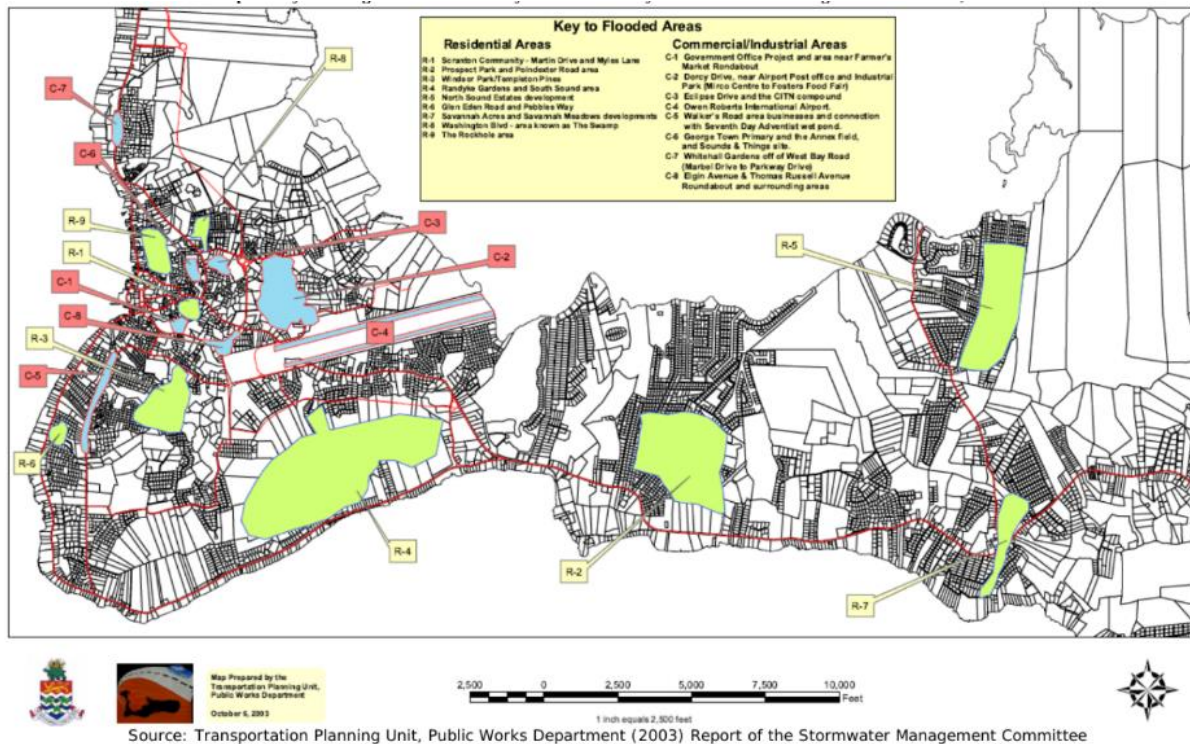 Key to Flooded Areas
Residential Areas
R-1 Scranton Community - Martin Drive and Myles Lane
R-2 Prospect Park and Poindexter Road area
R-3 Windsor Park/Templeton Pines
R-4 Randyke Gardens and South Sound area
R-5 North Sound Estates development
R-6 Glen Eden Road and Pebbles Way
R-7 Savannah Acres and Savannah Meadows developments
R-8 Washington Blvd - area known as The Swamp
R-9 The Rockhole area
Commercial/Industrial Areas
C-1 Government Office Project and area near Farmer's
Market Rondabout
C-2 Dorcy Drive, near Airport Post office and Industrial
Park (Mirco Centre to Fosters Food Fair)
C-3 Eclipse Drive and the CITN compound
C-4 Owen Roberts International Airport.
C-5 Walker's Road area businesses and connection
with Seventh Day Adventist wet pond.
C-6 George Town Primary and the Annex field,
and Sounds & Things site.
C-7 Whitehall Gardens off of West Bay Road
(Marbel Drive to Parkway Drive)
C-8 Elgin Avenue & Thomas Russell Avenue
Roundabout and surrounding areas
R-8
C-7
C-6
R-9
C-3
R-1
C-2
R-5
C-1
C-8
C-4
R-3
C-5
R-6
R-4
R-2
R-7
Map Prepared by the
Transportation Planning Unit,
Public Works Department
October 6, 2003
2,500 0 2,500 5,000 7,500 10,000
Feet
1 inch equals 2,500 feet
Source: Transportation Planning Unit, Public Works Department (2003) Report of the Stormwater Management Committee